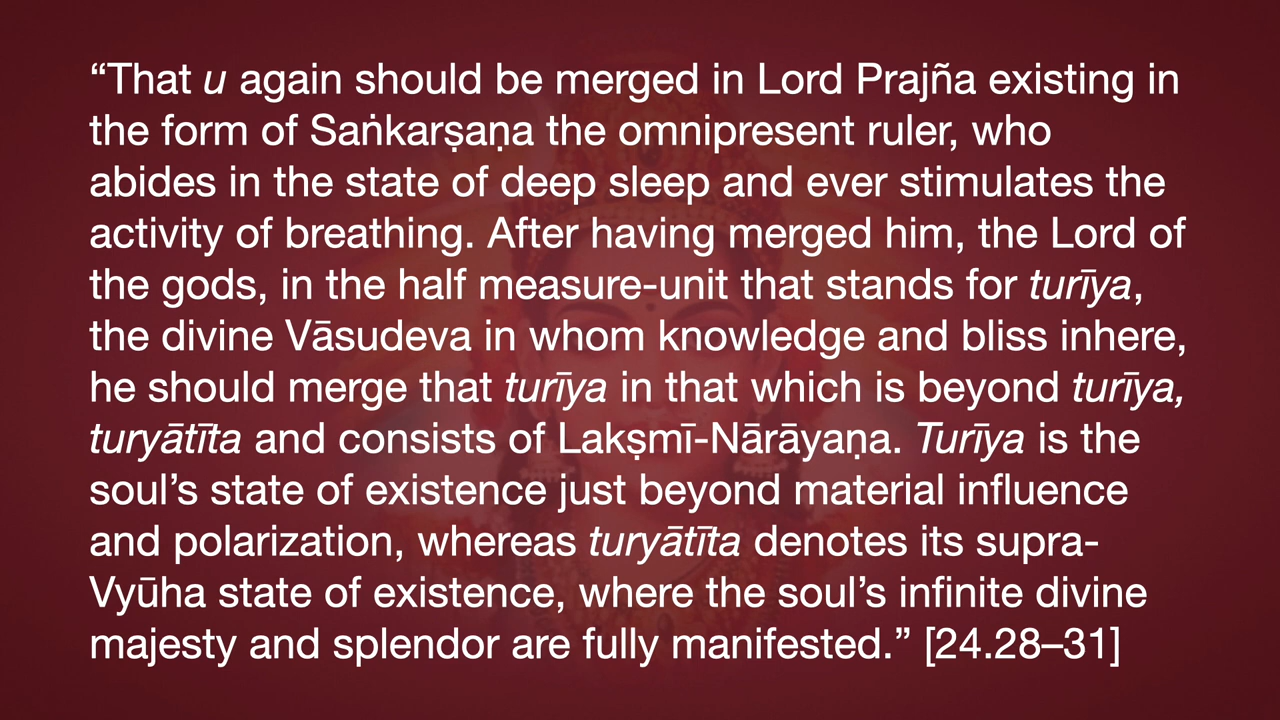 “That u again should be merged in Lord Prajña existing in
the form of Saṅkarṣaṇa the omnipresent ruler, who
abides in the state of deep sleep and ever stimulates the
activity of breathing. After having merged him, the Lord of
the gods, in the half measure-unit that stands for turīya,
the divine Vāsudeva in whom knowledge and bliss inhere,
he should merge that turīya in that which is beyond turīya,
turyātīta and consists of Lakṣmī-Nārāyaṇa. Turīya is the
soul’s state of existence just beyond material influence
and polarization, whereas turyātīta denotes its supra-
Vyūha state of existence, where the soul’s infinite divine
majesty and splendor are fully manifested.” [24.28–31]